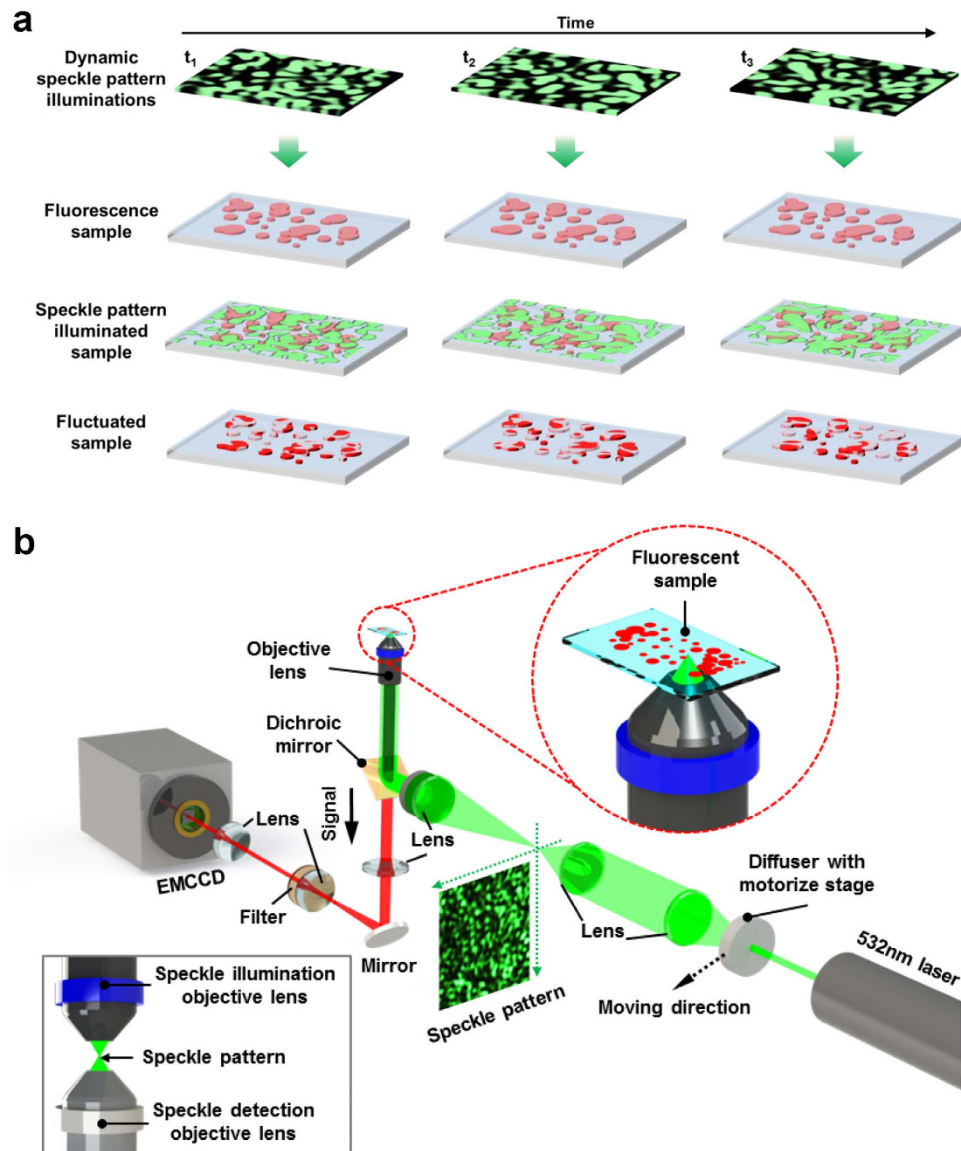 a
Time
Dynamic
speckle pattern
illuminations
t1
t2
t3
Fluorescence
sample
Speckle pattern
illuminated
sample
Fluctuated
sample
b
Fluorescent
sample
Objective
lens
Dichroic
mirror
Signal
Lens
Lens
EMCCD
Filter
Mirror
Speckle pattern
Lens
Diffuser with
motorize stage
532nm laser
Moving direction
Speckle illumination
objective lens
Speckle pattern
Speckle detection
objective lens